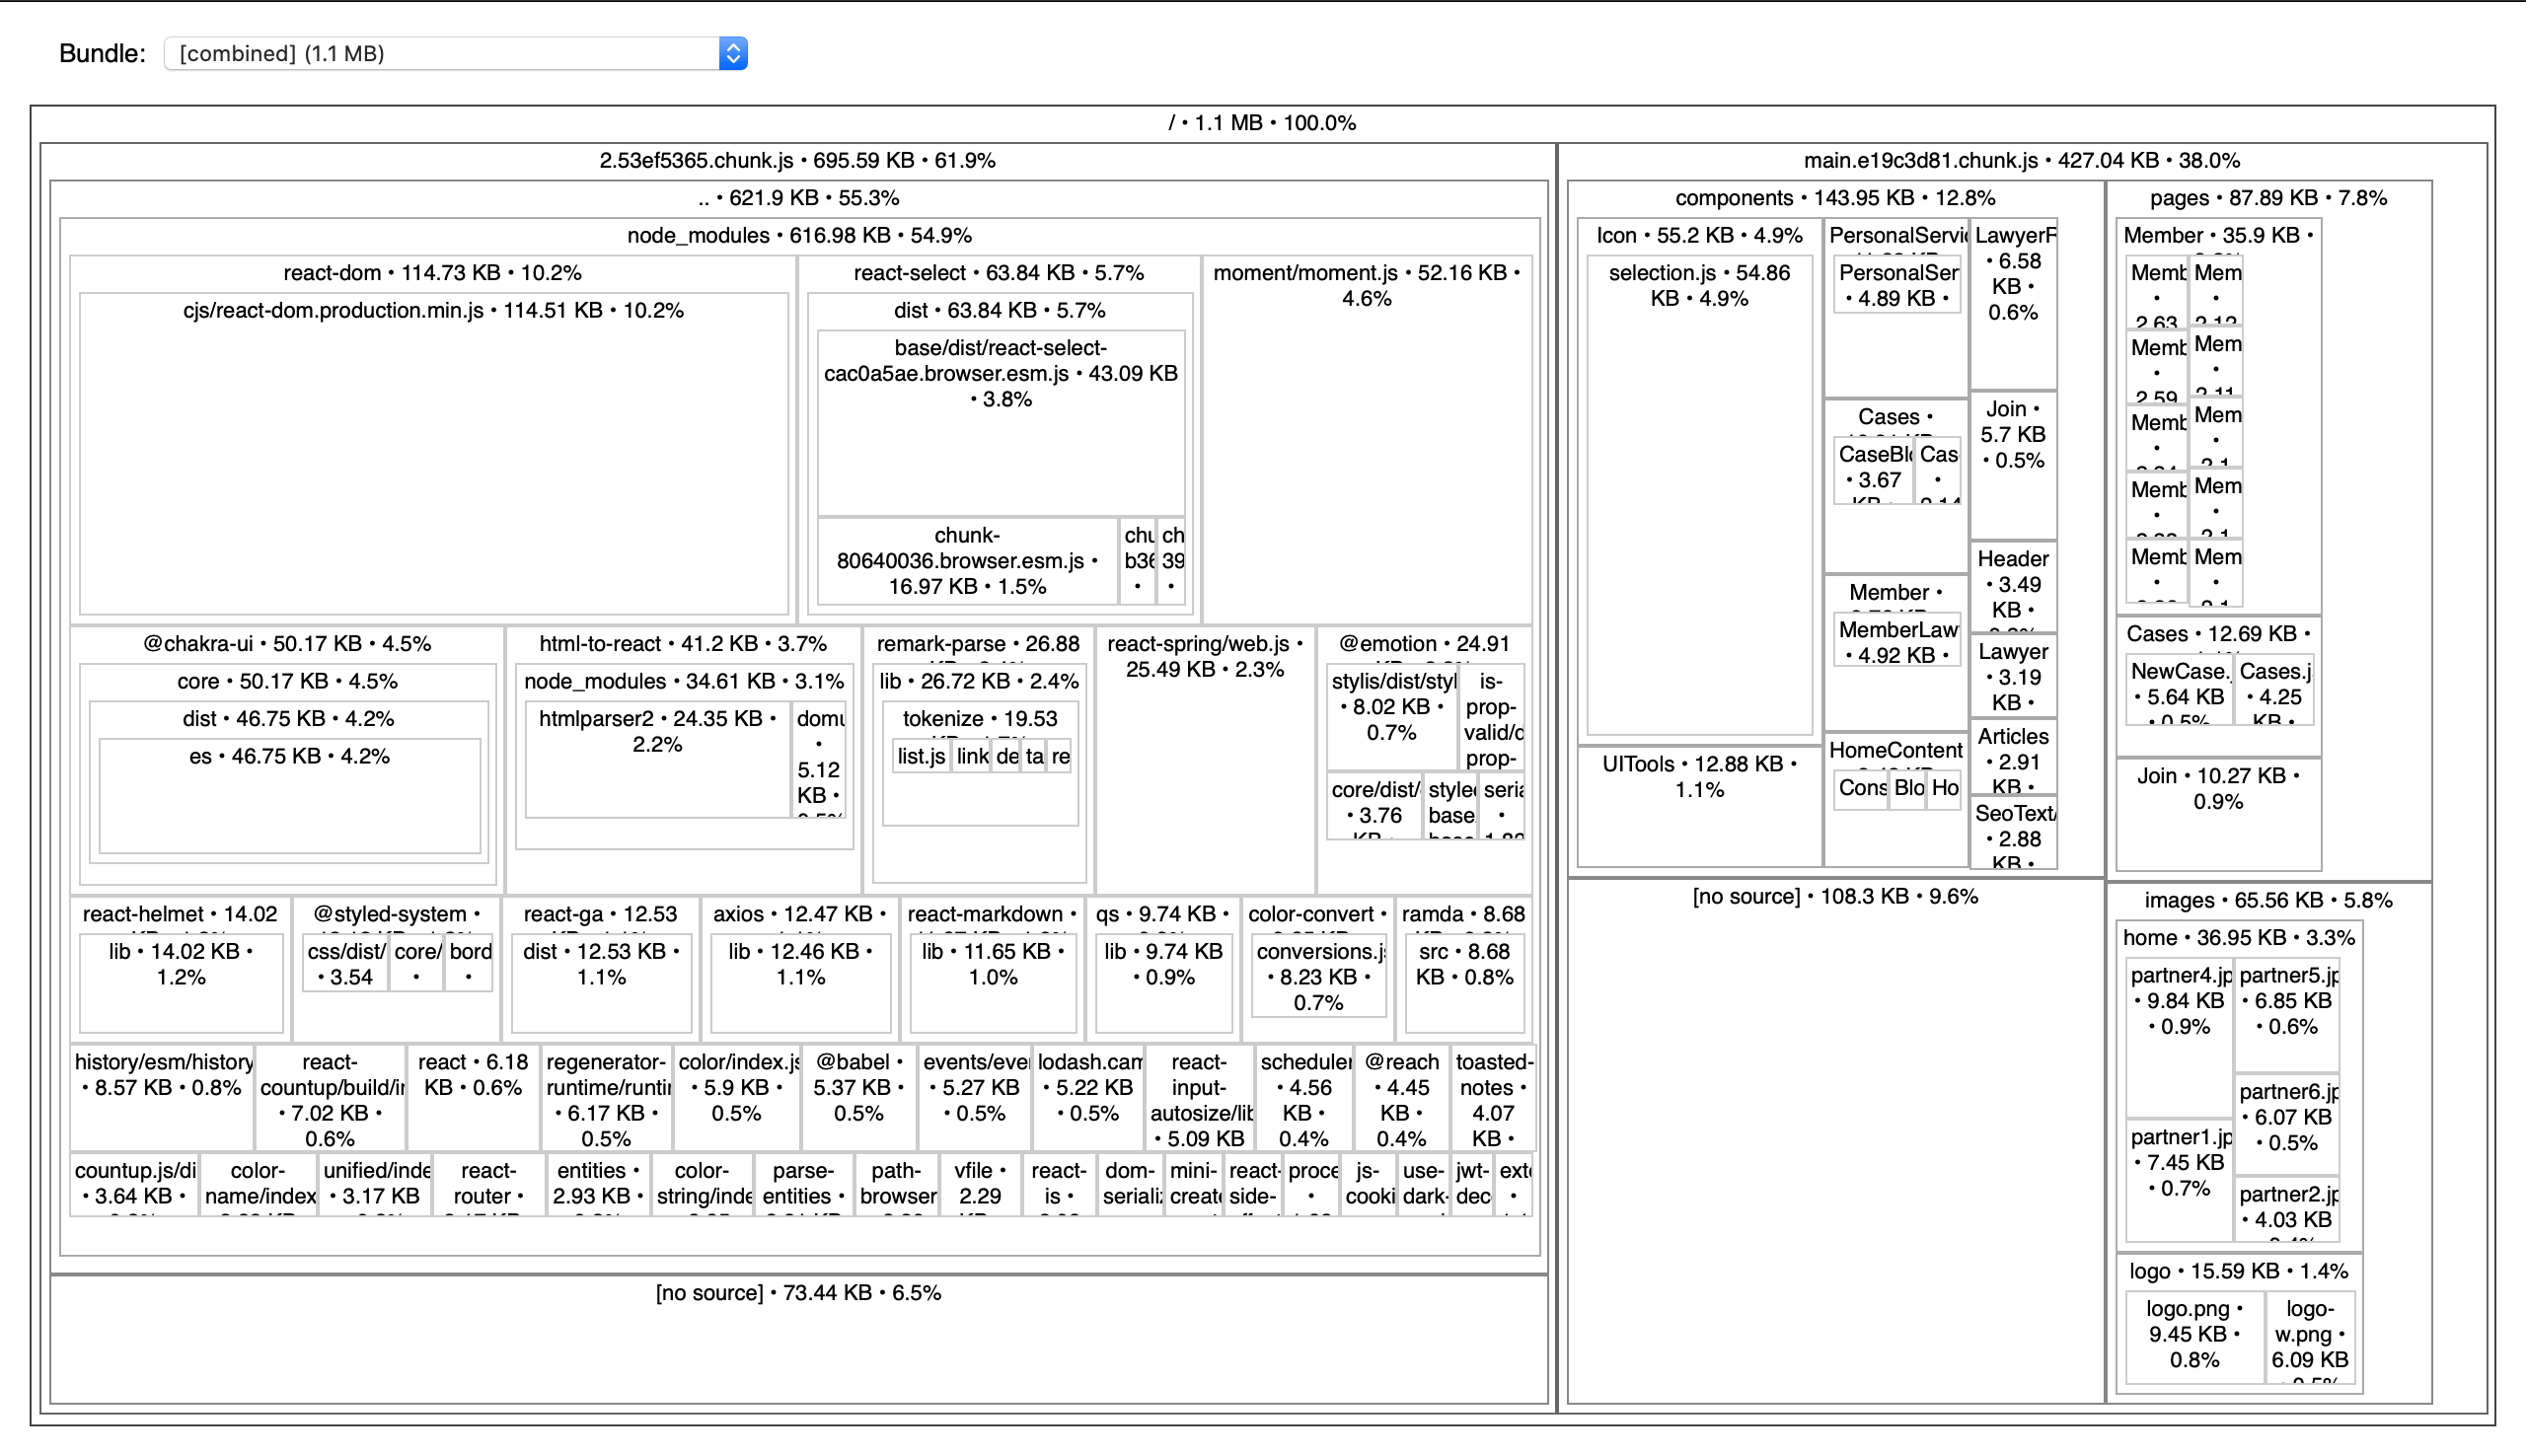 Bundle:
[combined] (1.1 MB)
/ • 1.1 MB • 100.0%
2.53ef5365.chunk.js • 695.59 KB • 61.9%
.. • 621.9 KB • 55.3%
node_modules • 616.98 KB • 54.9%
react-dom • 114.73 KB • 10.2%
cjs/react-dom.production.min.js • 114.51 KB • 10.2%
react-select • 63.84 KB • 5.7%
dist • 63.84 KB • 5.7%
base/dist/react-select-
cac0a5ae.browser.esm.js • 43.09 KB
• 3.8%
chunk-
80640036.browser.esm.js •
16.97 KB • 1.5%
chu
b36
•
ch
39
•
moment/moment.js • 52.16 KB •
4.6%
@chakra-ui • 50.17 KB • 4.5%
core • 50.17 KB • 4.5%
dist • 46.75 KB • 4.2%
es • 46.75 KB • 4.2%
html-to-react • 41.2 KB • 3.7%
node_modules • 34.61 KB • 3.1%
htmlparser2 • 24.35 KB •
2.2%
domu
•
5.12
KB •
remark-parse • 26.88
lib • 26.72 KB • 2.4%
tokenize • 19.53
list.js
link
de
ta
re
react-spring/web.js •
25.49 KB • 2.3%
@emotion • 24.91
stylis/dist/styl
• 8.02 KB •
0.7%
is-
prop-
valid/d
prop-
core/dist/
• 3.76
KB •
style
base
seria
•
react-helmet • 14.02
lib • 14.02 KB •
1.2%
@styled-system •
css/dist/
• 3.54
core/
•
bord
•
react-ga • 12.53
dist • 12.53 KB •
1.1%
axios • 12.47 KB •
lib • 12.46 KB •
1.1%
react-markdown •
lib • 11.65 KB •
1.0%
qs • 9.74 KB •
lib • 9.74 KB
• 0.9%
color-convert •
conversions.js
• 8.23 KB •
0.7%
ramda • 8.68
src • 8.68
KB • 0.8%
history/esm/history
• 8.57 KB • 0.8%
react-
countup/build/in
• 7.02 KB •
0.6%
react • 6.18
KB • 0.6%
regenerator-
runtime/runtin
• 6.17 KB •
0.5%
color/index.js
• 5.9 KB •
0.5%
@babel •
5.37 KB •
0.5%
events/eve
• 5.27 KB
• 0.5%
lodash.cam
• 5.22 KB
• 0.5%
react-
input-
autosize/lib
• 5.09 KB
scheduler
• 4.56
KB •
0.4%
@reach
• 4.45
KB •
0.4%
toasted-
notes •
4.07
KB •
countup.js/di
• 3.64 KB •
color-
name/index
unified/inde
• 3.17 KB
react-
router •
entities •
2.93 KB •
color-
string/inde
parse-
entities •
path-
browser
vfile •
2.29
react-
is •
dom-
seriali
mini-
create
react-
side-
proce
•
js-
cooki
use-
dark-
jwt-
dec
ext
•
[no source] • 73.44 KB • 6.5%
main.e19c3d81.chunk.js • 427.04 KB • 38.0%
components • 143.95 KB • 12.8%
Icon • 55.2 KB • 4.9%
selection.js • 54.86
KB • 4.9%
UITools • 12.88 KB •
1.1%
PersonalServic
PersonalSer
• 4.89 KB •
Cases •
CaseBlo
• 3.67
KB •
Cas
•
2.14
Member •
MemberLaw
• 4.92 KB •
HomeContent
Cons
Blo
Ho
LawyerF
• 6.58
KB •
0.6%
Join •
5.7 KB
• 0.5%
Header
• 3.49
KB •
Lawyer
• 3.19
KB •
Articles
• 2.91
KB •
SeoText/
• 2.88
KB •
[no source] • 108.3 KB • 9.6%
pages • 87.89 KB • 7.8%
Member • 35.9 KB •
Memb
•
2.63
Mem
•
2.12
Memb
•
2.59
Mem
•
2.11
Memb
•
Mem
•
2.1
Memb
•
Mem
•
2.1
Memb
•
Mem
•
2.1
Cases • 12.69 KB •
NewCase.
• 5.64 KB
• 0.5%
Cases.j
• 4.25
KB •
Join • 10.27 KB •
0.9%
images • 65.56 KB • 5.8%
home • 36.95 KB • 3.3%
partner4.jp
• 9.84 KB
• 0.9%
partner5.jp
• 6.85 KB
• 0.6%
partner1.jp
• 7.45 KB
• 0.7%
partner6.jp
• 6.07 KB
• 0.5%
partner2.jp
• 4.03 KB
logo • 15.59 KB • 1.4%
logo.png •
9.45 KB •
0.8%
logo-
w.png •
6.09 KB